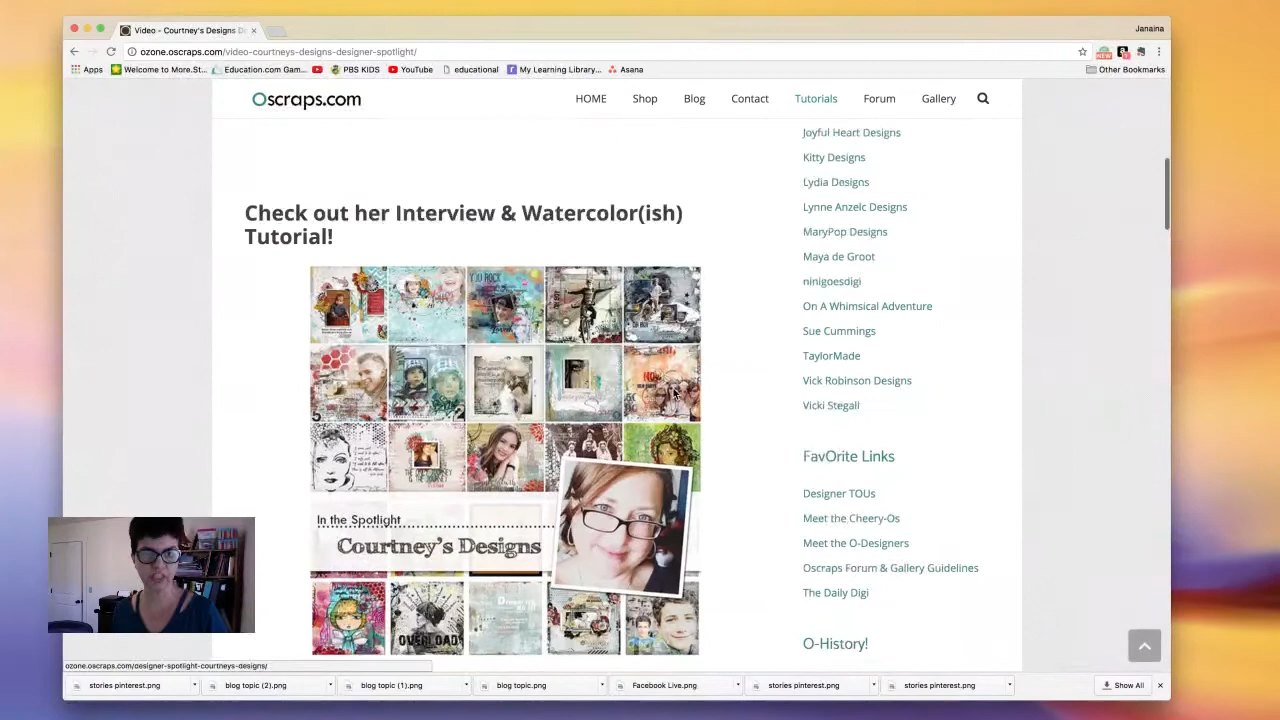 Video - Courtney's Designs De
Janaina
ozone.oscraps.com/video-courtneys-designs-designer-spotlight/
Apps
Welcome to More.St...
Education.com Gam...
PBS KIDS
YouTube
educational
My Learning Library...
Asana
Other Bookmarks
Oscraps.com
HOME
Shop
Blog
Contact
Tutorials
Forum
Gallery
Joyful Heart Designs
Kitty Designs
Lydia Designs
Lynne Anzelc Designs
MaryPop Designs
Maya de Groot
ninigoesdigi
On A Whimsical Adventure
Sue Cummings
TaylorMade
Vick Robinson Designs
Vicki Stegall
Check out her Interview & Watercolor(ish)
Tutorial!
YOU ROCK
In the Spotlight
Courtney's Designs
OVERLOAD
FavOrite Links
Designer TOUs
Meet the Cheery-Os
Meet the O-Designers
Oscraps Forum & Gallery Guidelines
The Daily Digi
O-History!
ozone.oscraps.com/designer-spotlight-courtneys-designs/
stories pinterest.png
blog topic (2).png
blog topic (1).png
blog topic.png
Facebook Live.png
stories pinterest.png
stories pinterest.png
Show All